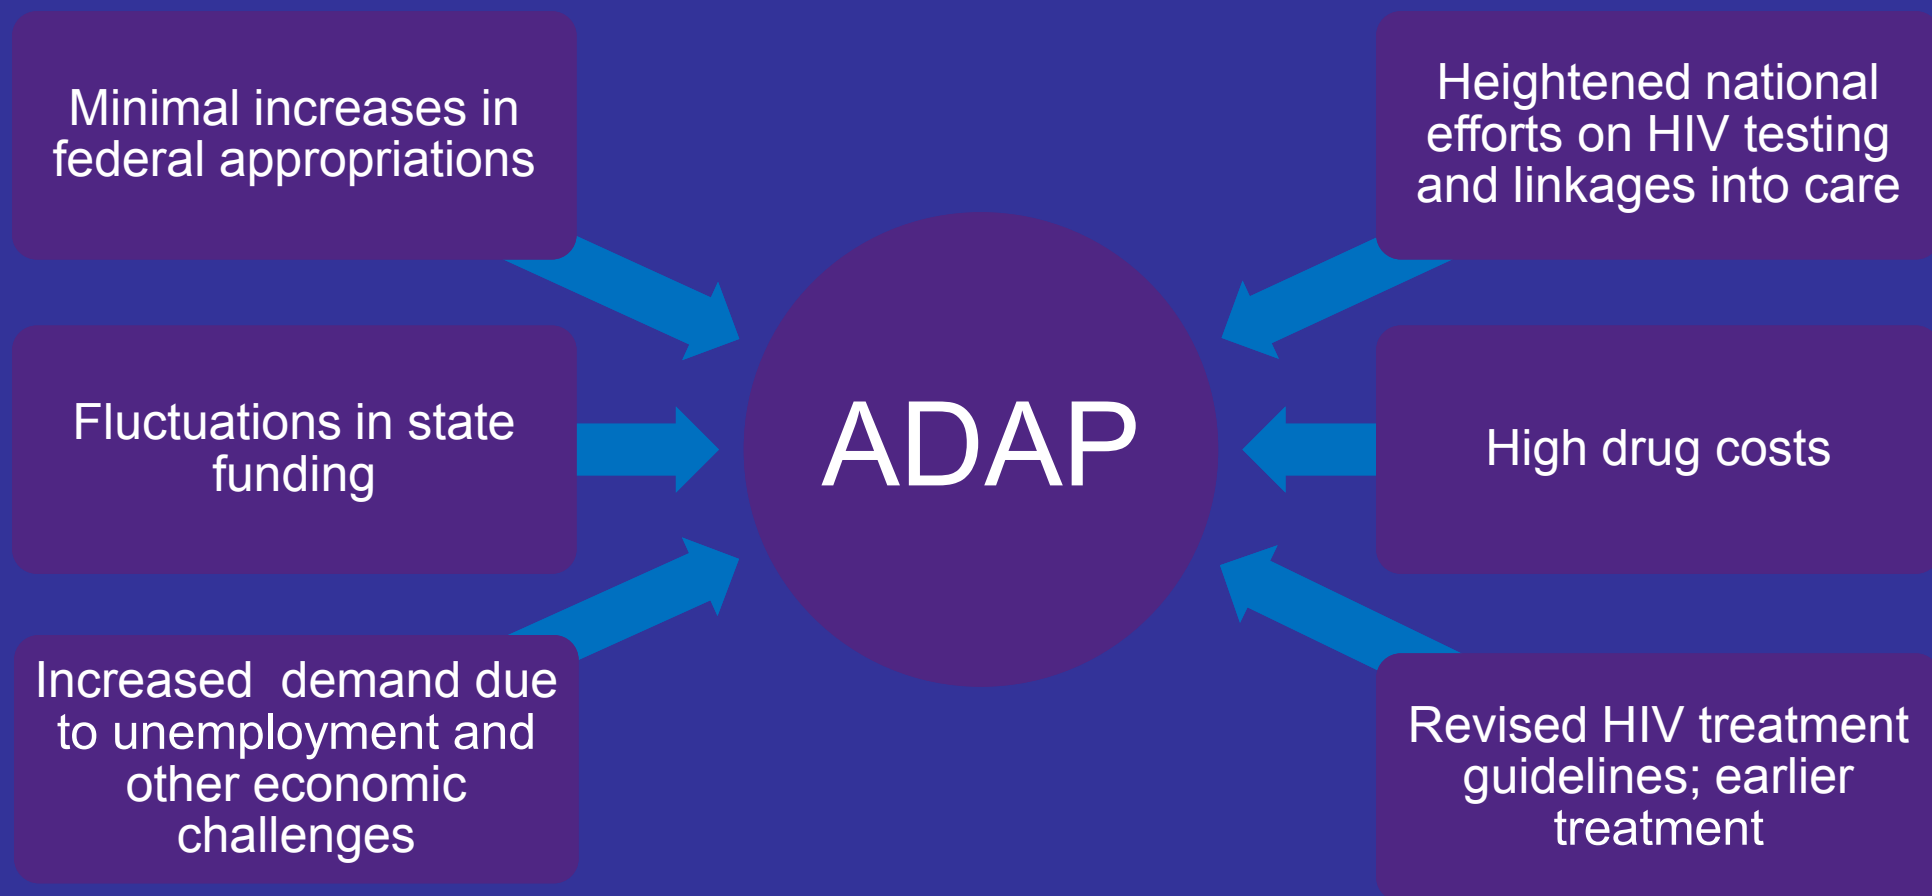 Minimal increases in
federal appropriations
Fluctuations in state
funding
Increased  demand due
to unemployment and
other economic
challenges
ADAP
Heightened national
efforts on HIV testing
and linkages into care
High drug costs
Revised HIV treatment
guidelines; earlier
treatment